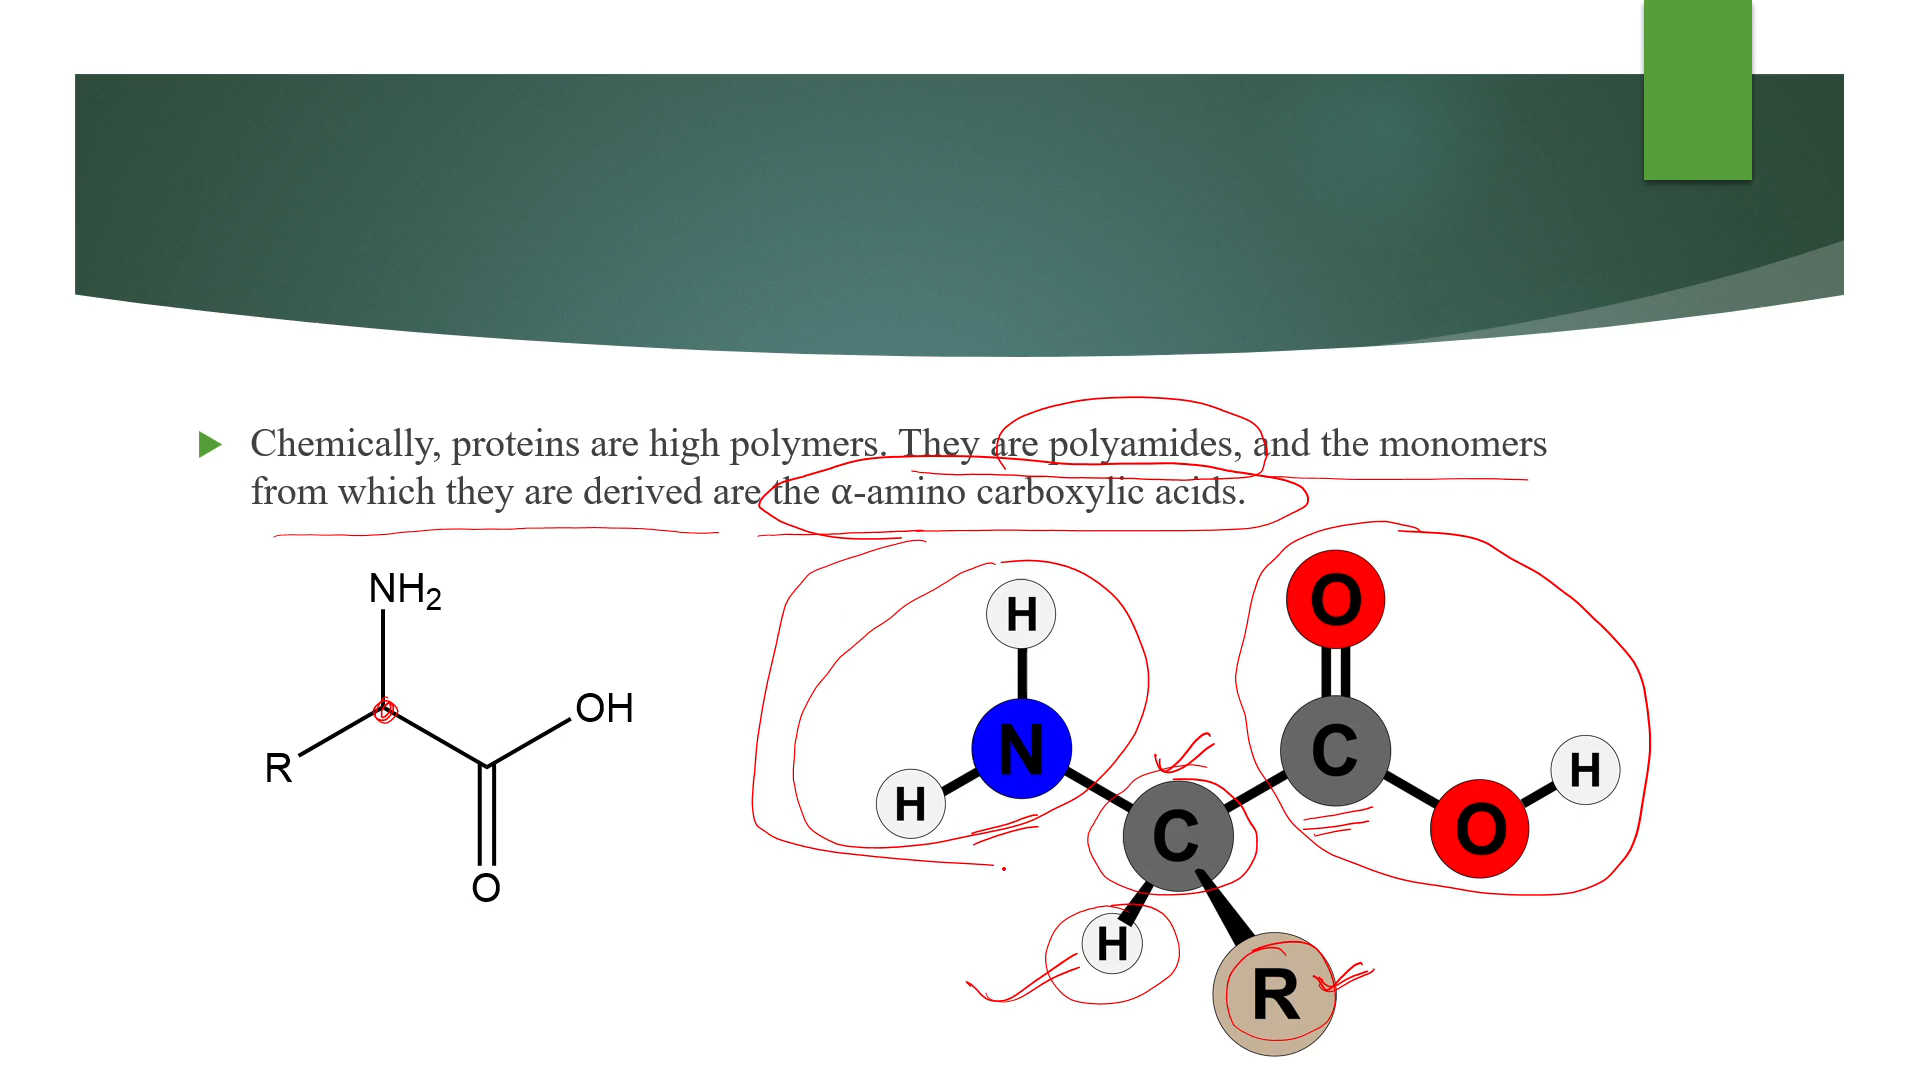 Chemically, proteins are high polymers. They are polyamides, and the monomers
from which they are derived are the α-amino carboxylic acids.
NH₂
OH
R
O
H
N
H
C
H
R
O
C
O
H